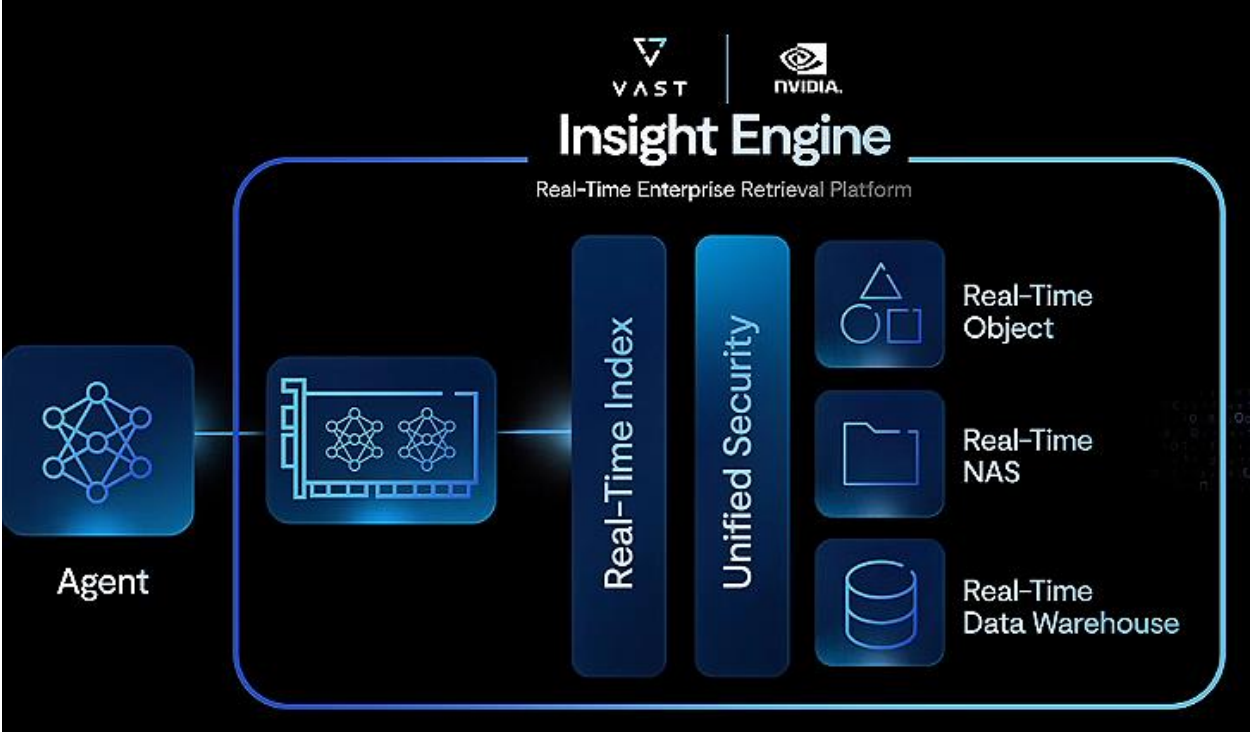 VAST
NVIDIA.
Insight Engine
Real-Time Enterprise Retrieval Platform
Agent
Real-Time Index
Unified Security
Real-Time
Object
Real-Time
NAS
Real-Time
Data Warehouse